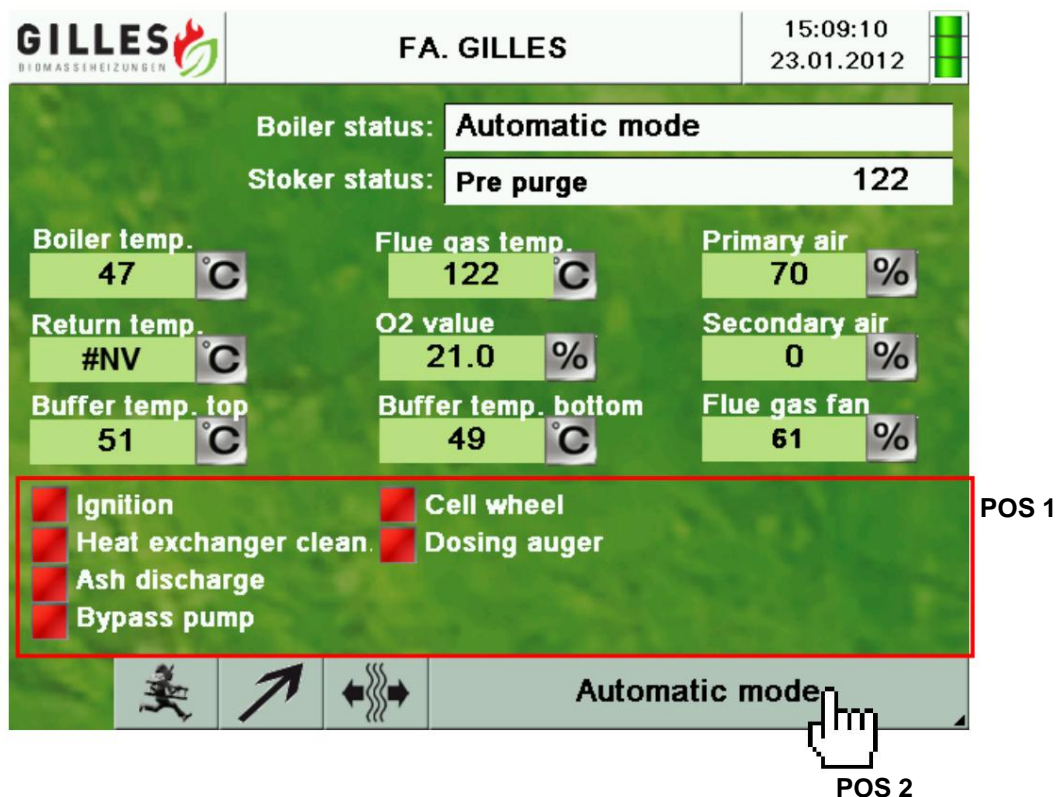 GILLES
BIOMASSEHEIZUNGEN
FA. GILLES
15:09:10
23.01.2012
Boiler status: Automatic mode
Stoker status: Pre purge 122
Boiler temp. Flue gas temp. Primary air
47 °C 122 °C 70 %
Return temp. O2 value Secondary air
#NV °C 21.0 % 0 %
Buffer temp. top Buffer temp. bottom Flue gas fan
51 °C 49 °C 61 %
Ignition Cell wheel
POS 1
Heat exchanger clean. Dosing auger
Ash discharge
Bypass pump
Automatic mode
POS 2